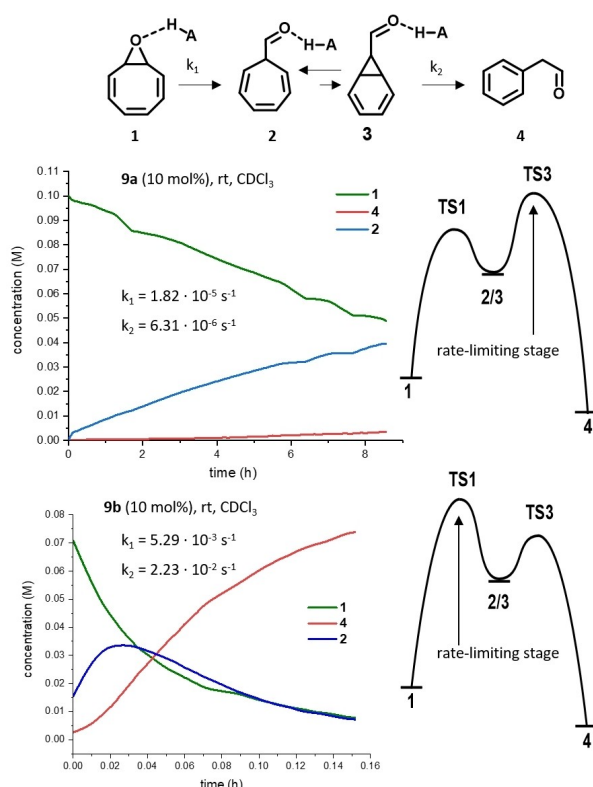 O H A
k1
O H–A
O H–A
k2
O
1 2 3 4
9a (10 mol%), rt, CDCl3
1
4
2
k1 = 1.82 · 10-5 s-1
k2 = 6.31 · 10-6 s-1
concentration (M)
0.11
0.10
0.09
0.08
0.07
0.06
0.05
0.04
0.03
0.02
0.01
0.00
0 2 4 6 8
time (h)
TS3
TS1
2/3
rate-limiting stage
1
4
9b (10 mol%), rt, CDCl3
k1 = 5.29 · 10-3 s-1
k2 = 2.23 · 10-2 s-1
1
4
2
concentration (M)
0.08
0.07
0.06
0.05
0.04
0.03
0.02
0.01
0.00
0.00 0.02 0.04 0.06 0.08 0.10 0.12 0.14 0.16
time (h)
TS1
TS3
2/3
rate-limiting stage
1
4